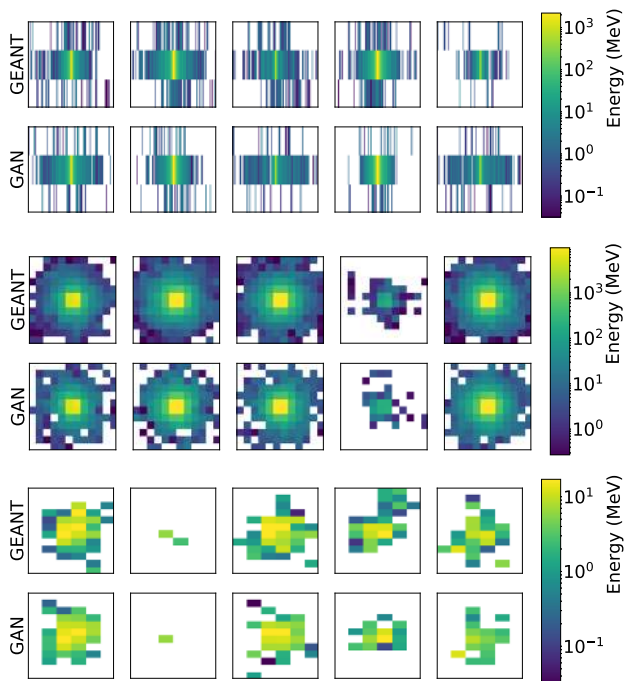 GEANT
GAN
10³
10²
10¹
10⁰
10⁻¹
Energy (MeV)
GEANT
GAN
10³
10²
10¹
10⁰
Energy (MeV)
GEANT
GAN
10¹
10⁰
10⁻¹
Energy (MeV)